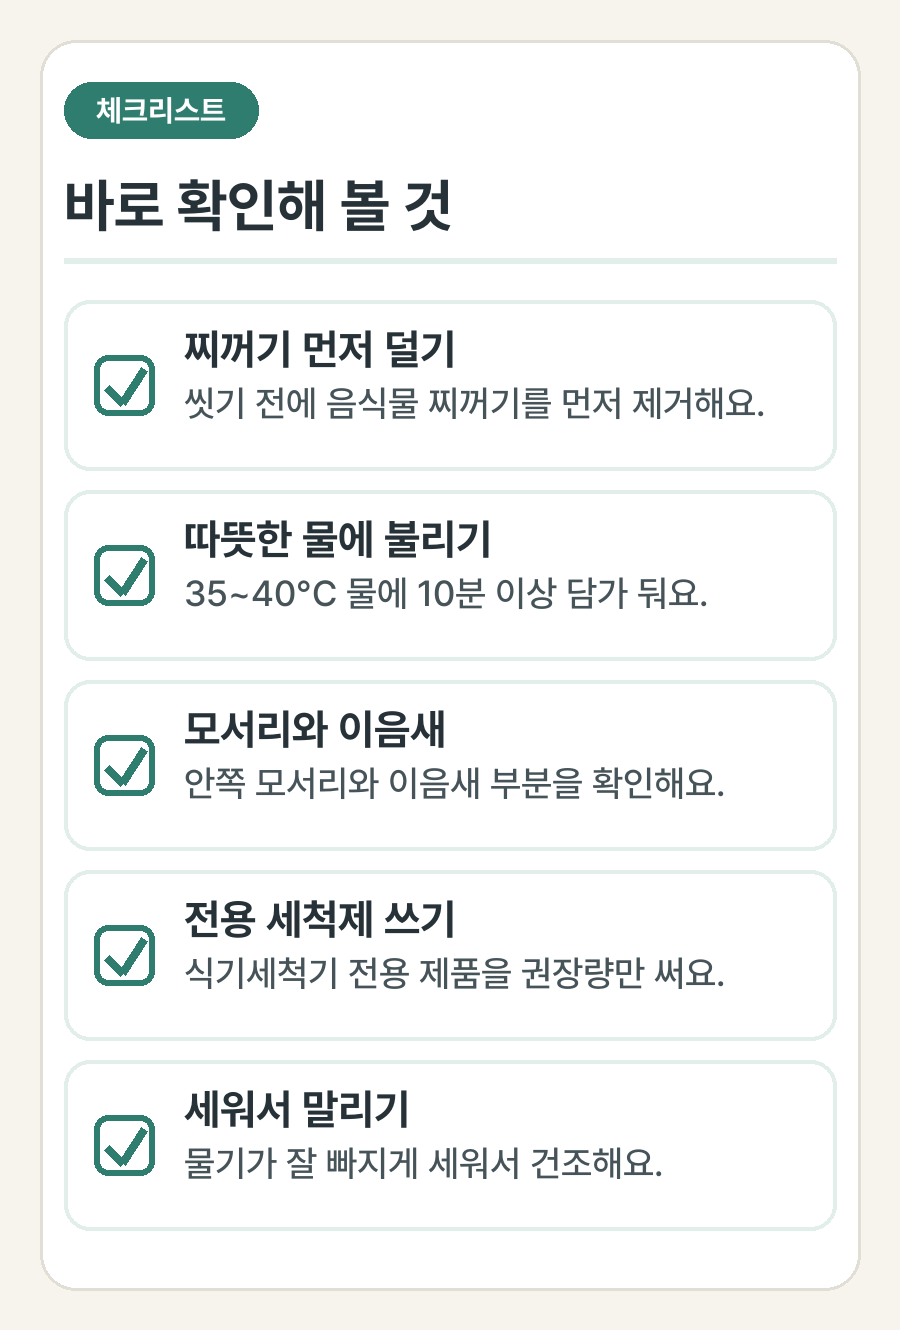 체크리스트
바로 확인해 볼 것
찌꺼기 먼저 덜기
씻기 전에 음식물 찌꺼기를 먼저 제거해요.
따뜻한 물에 불리기
35~40°C 물에 10분 이상 담가 둬요.
모서리와 이음새
안쪽 모서리와 이음새 부분을 확인해요.
전용 세척제 쓰기
식기세척기 전용 제품을 권장량만 써요.
세워서 말리기
물기가 잘 빠지게 세워서 건조해요.